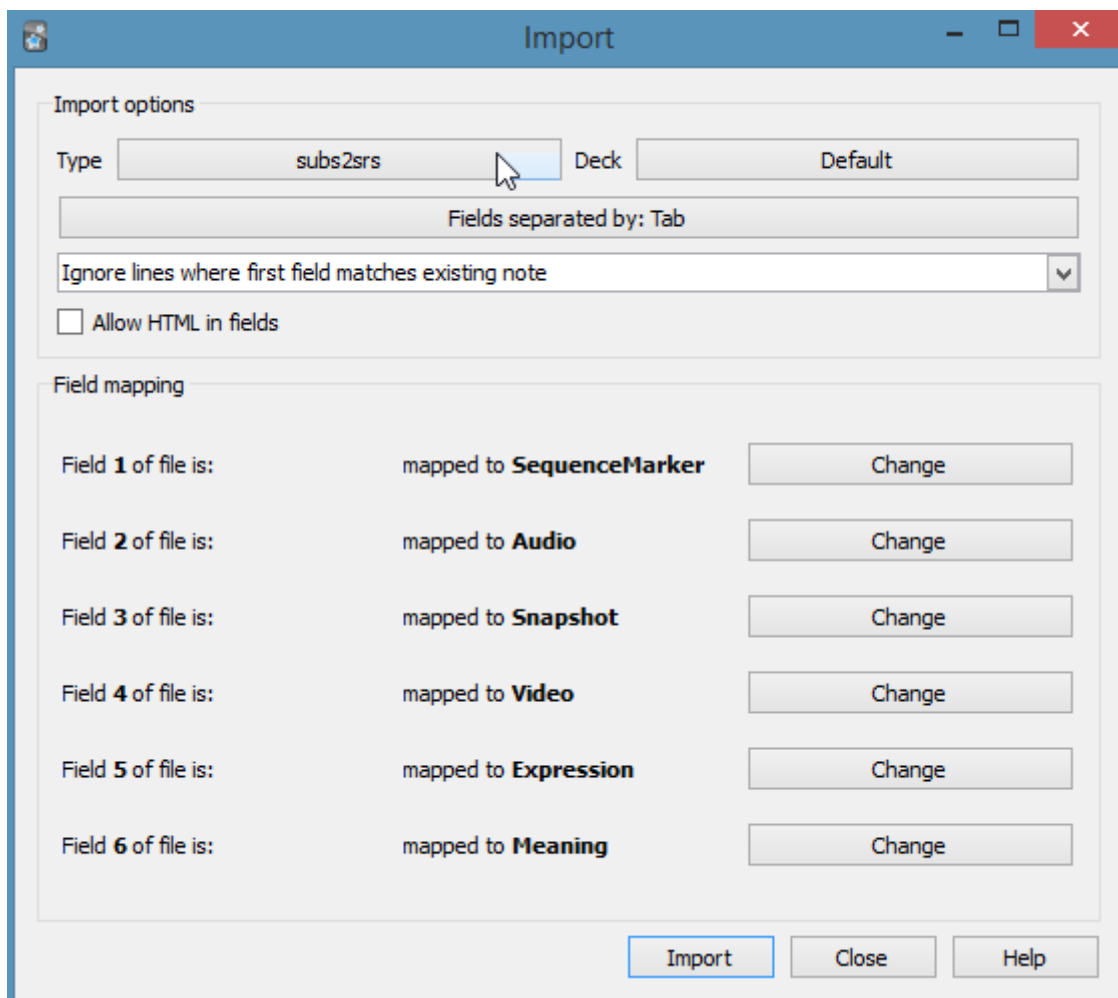 Import
Import options
Type subs2srs Deck Default
Fields separated by: Tab
Ignore lines where first field matches existing note
Allow HTML in fields
Field mapping
Field 1 of file is: mapped to SequenceMarker Change
Field 2 of file is: mapped to Audio Change
Field 3 of file is: mapped to Snapshot Change
Field 4 of file is: mapped to Video Change
Field 5 of file is: mapped to Expression Change
Field 6 of file is: mapped to Meaning Change
Import Close Help